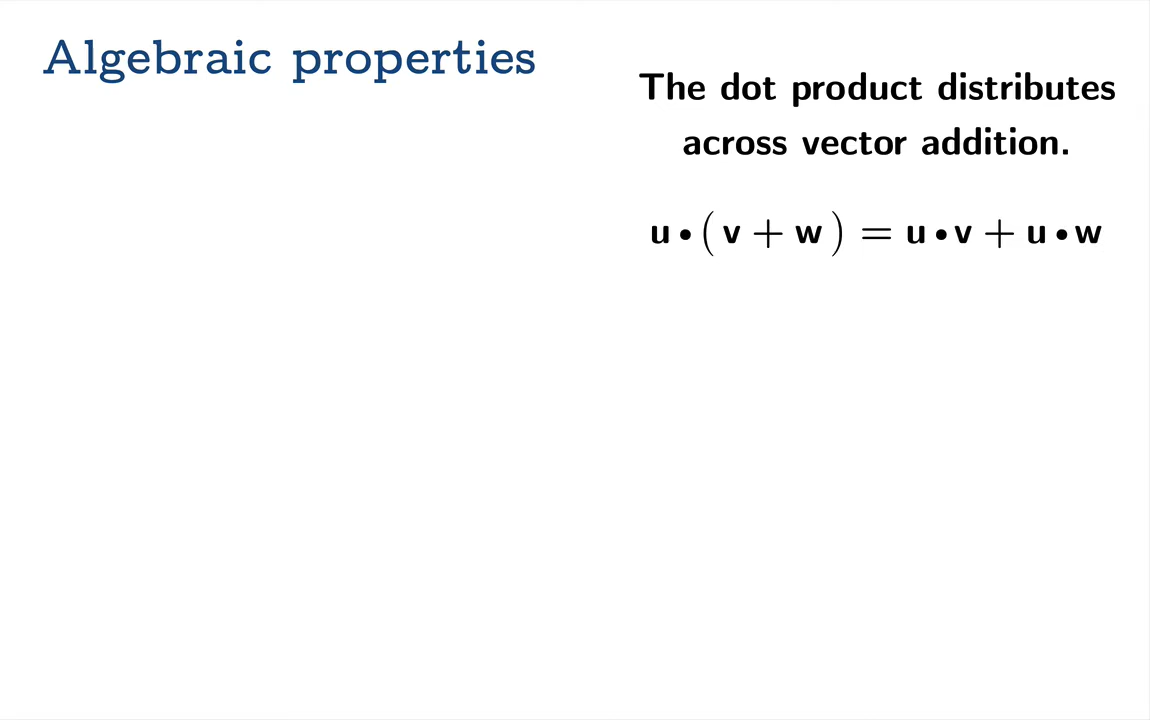 Algebraic properties
The dot product distributes
across vector addition.
u • ( v + w ) = u • v + u • w